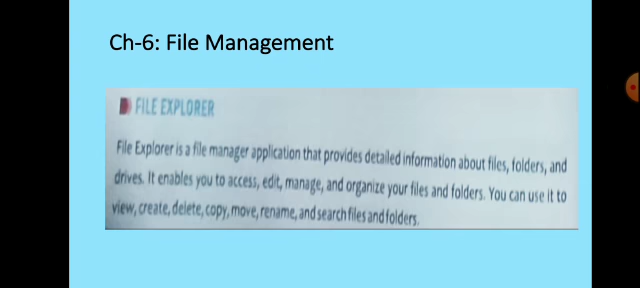 Ch-6: File Management
FILE EXPLORER
File Explorer is a file manager application that provides detailed information about files, folders, and
drives. It enables you to access, edit, manage, and organize your files and folders. You can use it to
view, create, delete, copy, move, rename, and search files and folders.